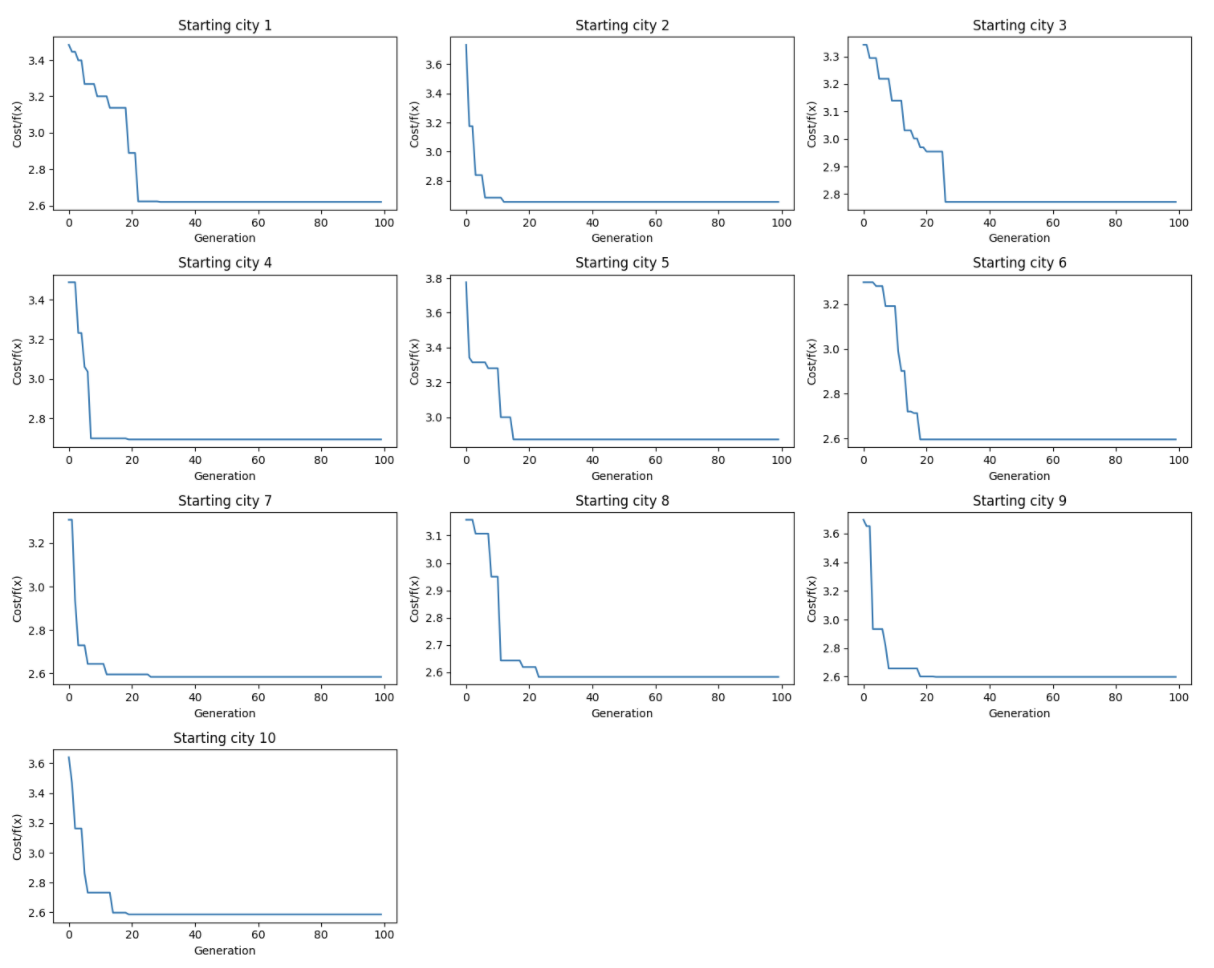 Starting city 1
3.4
3.2
3.0
2.8
2.6
Cost/f(x)
0 20 40 60 80 100
Generation
Starting city 2
3.6
3.4
3.2
3.0
2.8
Cost/f(x)
0 20 40 60 80 100
Generation
Starting city 3
3.3
3.2
3.1
3.0
2.9
2.8
Cost/f(x)
0 20 40 60 80 100
Generation
Starting city 4
3.4
3.2
3.0
2.8
Cost/f(x)
0 20 40 60 80 100
Generation
Starting city 5
3.8
3.6
3.4
3.2
3.0
Cost/f(x)
0 20 40 60 80 100
Generation
Starting city 6
3.2
3.0
2.8
2.6
Cost/f(x)
0 20 40 60 80 100
Generation
Starting city 7
3.2
3.0
2.8
2.6
Cost/f(x)
0 20 40 60 80 100
Generation
Starting city 8
3.1
3.0
2.9
2.8
2.7
2.6
Cost/f(x)
0 20 40 60 80 100
Generation
Starting city 9
3.6
3.4
3.2
3.0
2.8
2.6
Cost/f(x)
0 20 40 60 80 100
Generation
Starting city 10
3.6
3.4
3.2
3.0
2.8
2.6
Cost/f(x)
0 20 40 60 80 100
Generation